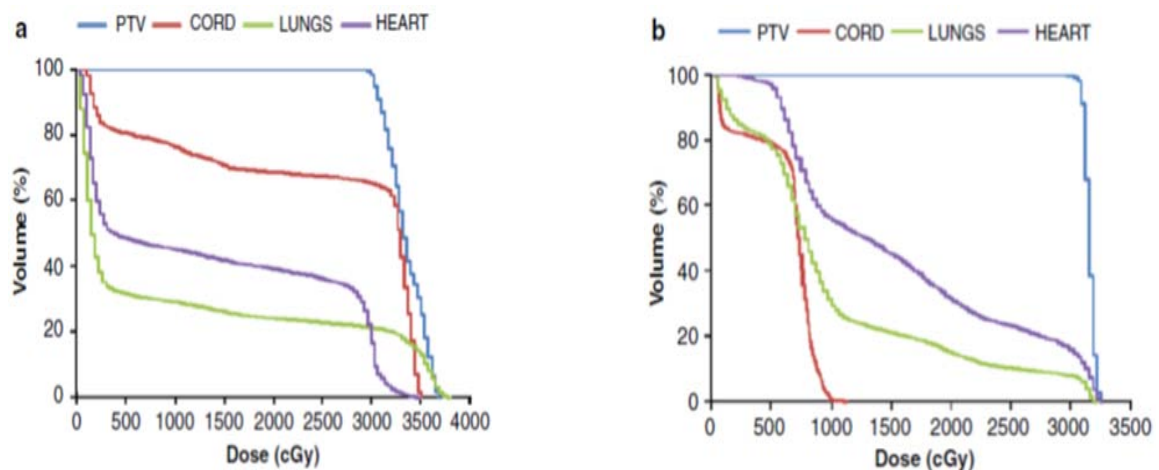 a
PTV CORD LUNGS HEART
100
80
60
40
20
0
Volume (%)
0 500 1000 1500 2000 2500 3000 3500 4000
Dose (cGy)
b
PTV CORD LUNGS HEART
100
80
60
40
20
0
Volume (%)
0 500 1000 1500 2000 2500 3000 3500
Dose (cGy)